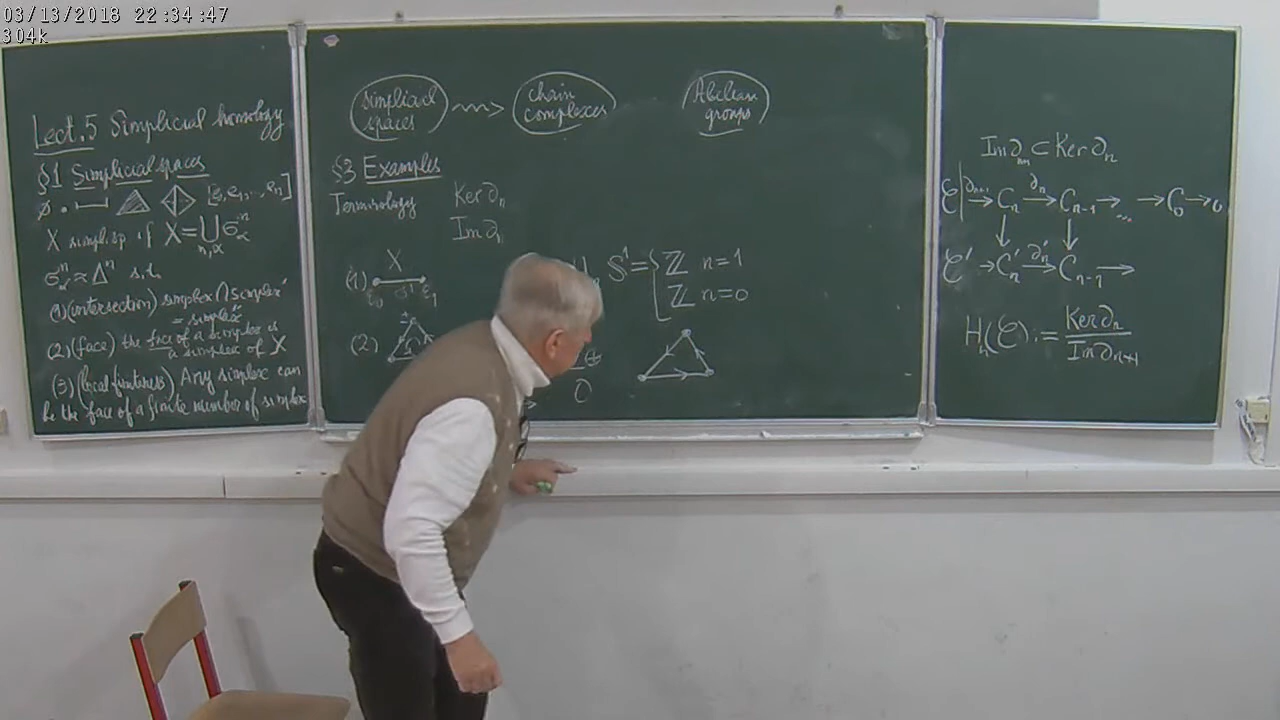 03/13/2018 22:34:47
304k
Lect.5 Simplicial homology
§1 Simplicial spaces
∅ [e₀, e₁, ..., eₙ]
X simpl.sp if X = ⋃ₙ,α σαⁿ
σαⁿ ≈ Δⁿ s.t.
(1) (intersection) simplex ∩ simplex'
= simplex
(2) (face) the face of a simplex is
a simplex of X
(3) (local finiteness) Any simplex can
be the face of a finite number of simplex
simplicial spaces
chain complexes
Abelian groups
§3 Examples
Terminology Ker ∂ₙ
Im ∂ₙ
(1) X
(2)
S¹ = { ℤ n=1
ℤ n=0
0
Im ∂ₙ₊₁ ⊂ Ker ∂ₙ
𝒞 | ∂ₙ₊₁ → Cₙ ∂ₙ → Cₙ₋₁ → ... → C₀ → 0
𝒞' → C'ₙ ∂'ₙ → C'ₙ₋₁ →
Hₙ(𝒞) := Ker ∂ₙ / Im ∂ₙ₊₁